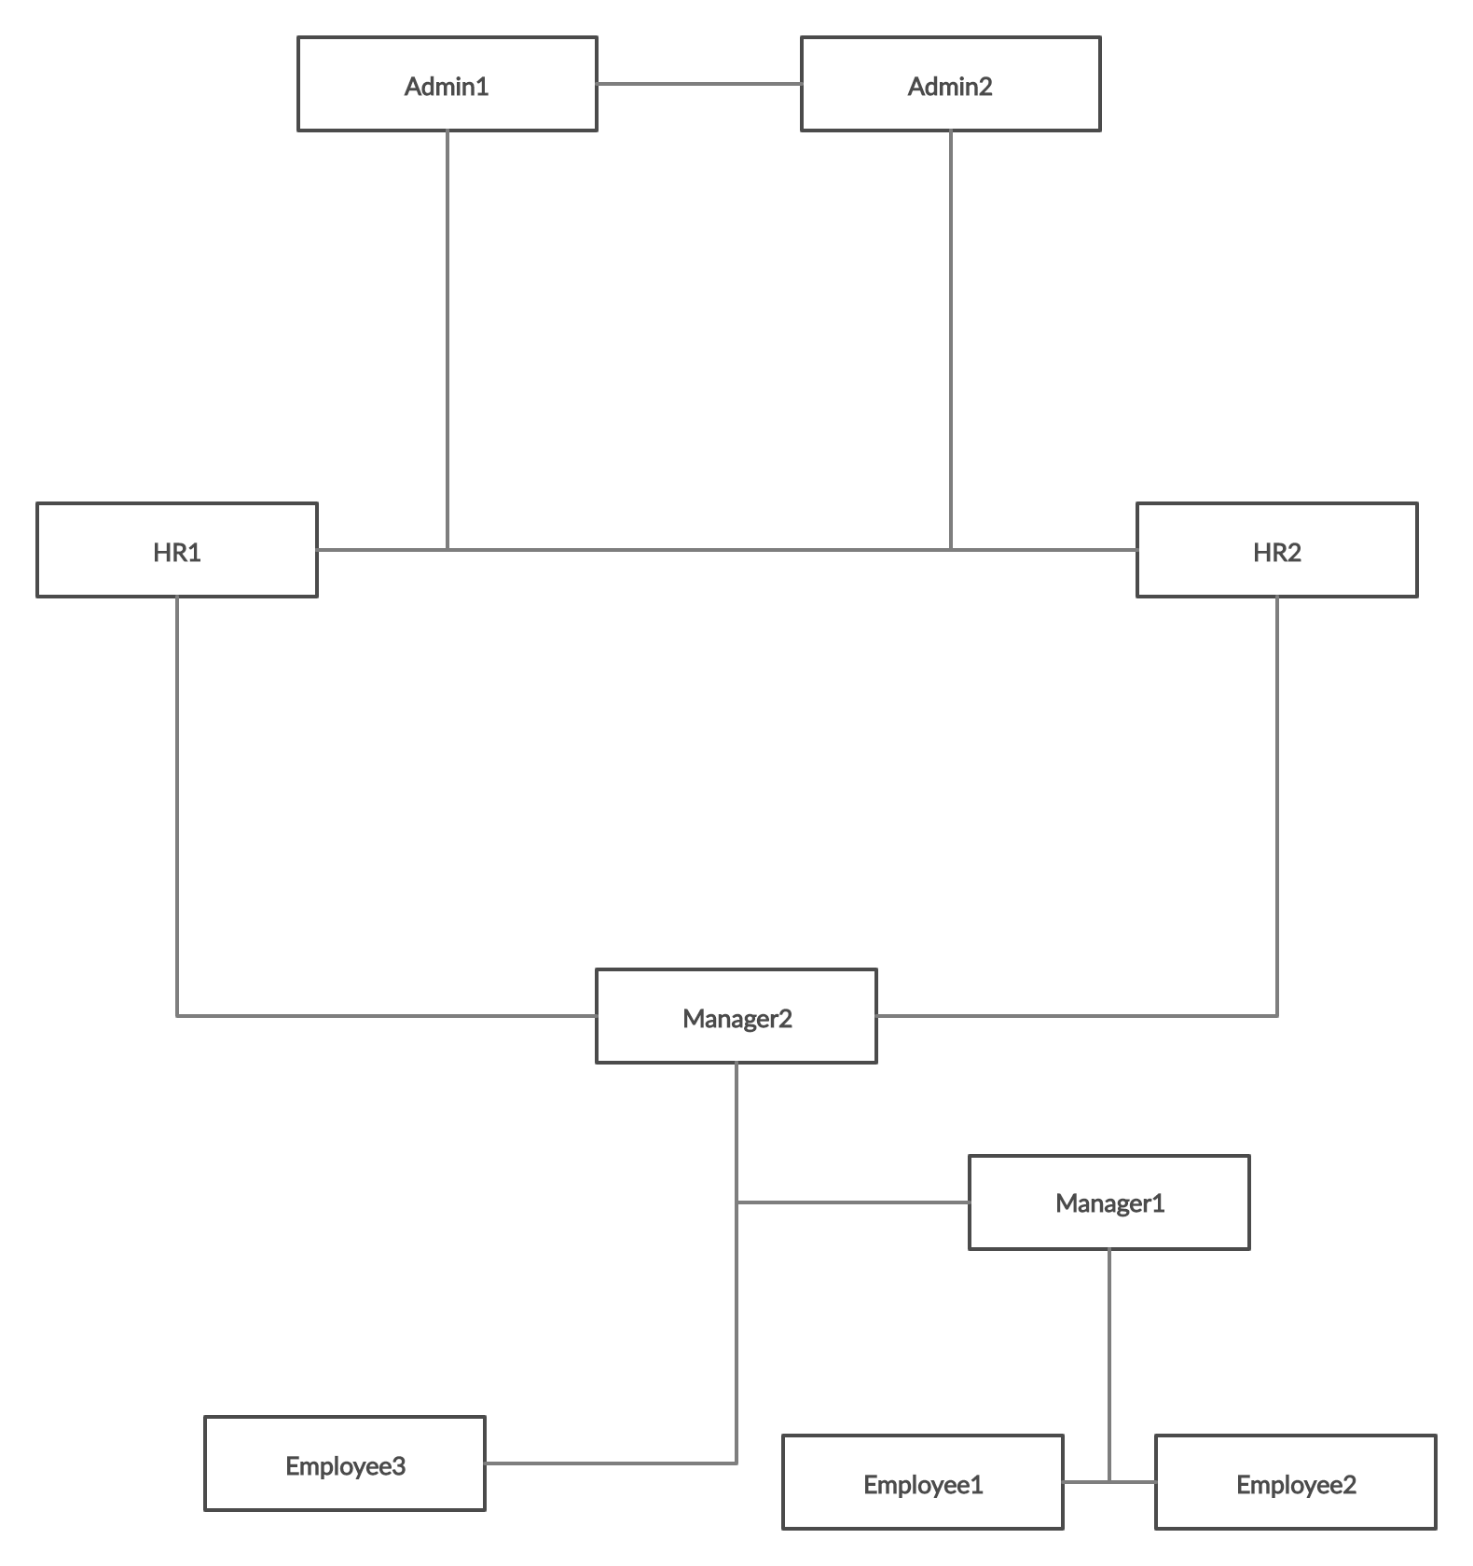 Admin1
Admin2
HR1
HR2
Manager2
Manager1
Employee3
Employee1
Employee2